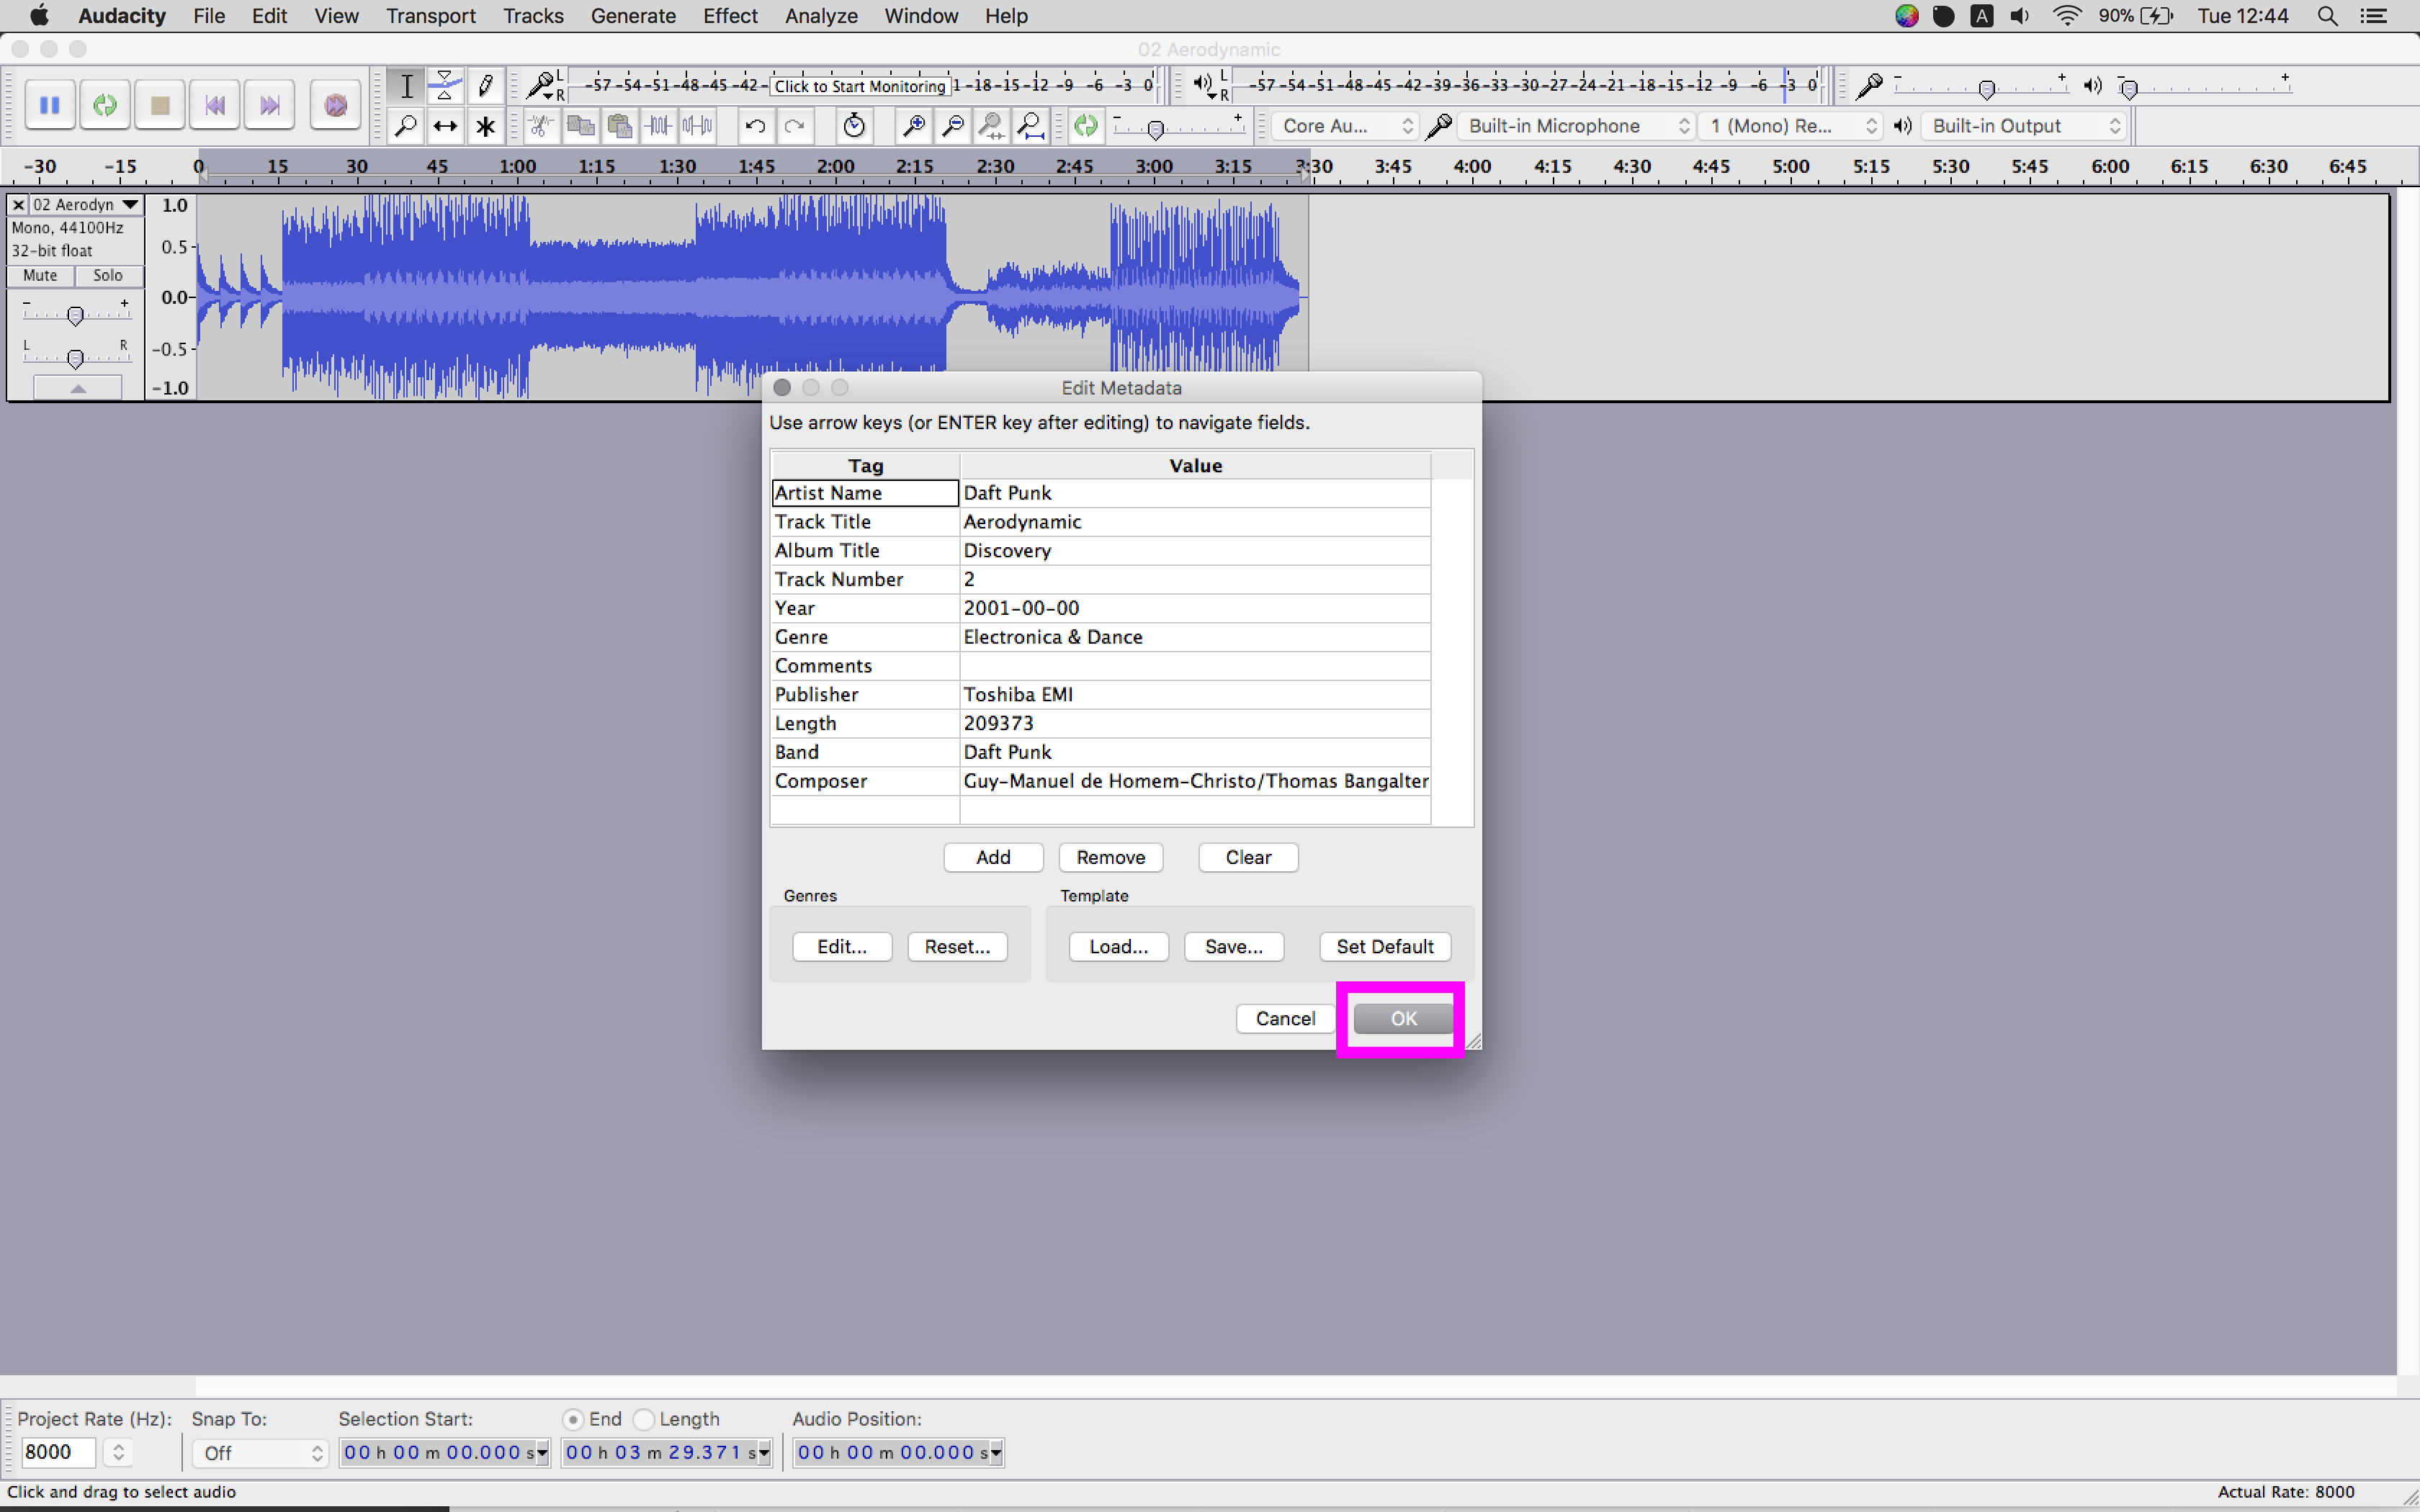 Audacity File Edit View Transport Tracks Generate Effect Analyze Window Help A 90% Tue 12:44
02 Aerodynamic
L R -57 -54 -51 -48 -45 -42 - Click to Start Monitoring 1 -18 -15 -12 -9 -6 -3 0 L R -57 -54 -51 -48 -45 -42 -39 -36 -33 -30 -27 -24 -21 -18 -15 -12 -9 -6 -3 0 - + - +
- + Core Au... Built-in Microphone 1 (Mono) Re... Built-in Output
-30 -15 0 15 30 45 1:00 1:15 1:30 1:45 2:00 2:15 2:30 2:45 3:00 3:15 3:30 3:45 4:00 4:15 4:30 4:45 5:00 5:15 5:30 5:45 6:00 6:15 6:30 6:45
02 Aerodyn 1.0
Mono, 44100Hz
32-bit float 0.5
Mute Solo
- + 0.0
L R -0.5
-1.0
Edit Metadata
Use arrow keys (or ENTER key after editing) to navigate fields.
Tag Value
Artist Name Daft Punk
Track Title Aerodynamic
Album Title Discovery
Track Number 2
Year 2001-00-00
Genre Electronica & Dance
Comments
Publisher Toshiba EMI
Length 209373
Band Daft Punk
Composer Guy-Manuel de Homem-Christo/Thomas Bangalter
Add Remove Clear
Genres Template
Edit... Reset... Load... Save... Set Default
Cancel OK
Project Rate (Hz): Snap To: Selection Start: End Length Audio Position:
8000 Off 00 h 00 m 00.000 s 00 h 03 m 29.371 s 00 h 00 m 00.000 s
Click and drag to select audio Actual Rate: 8000